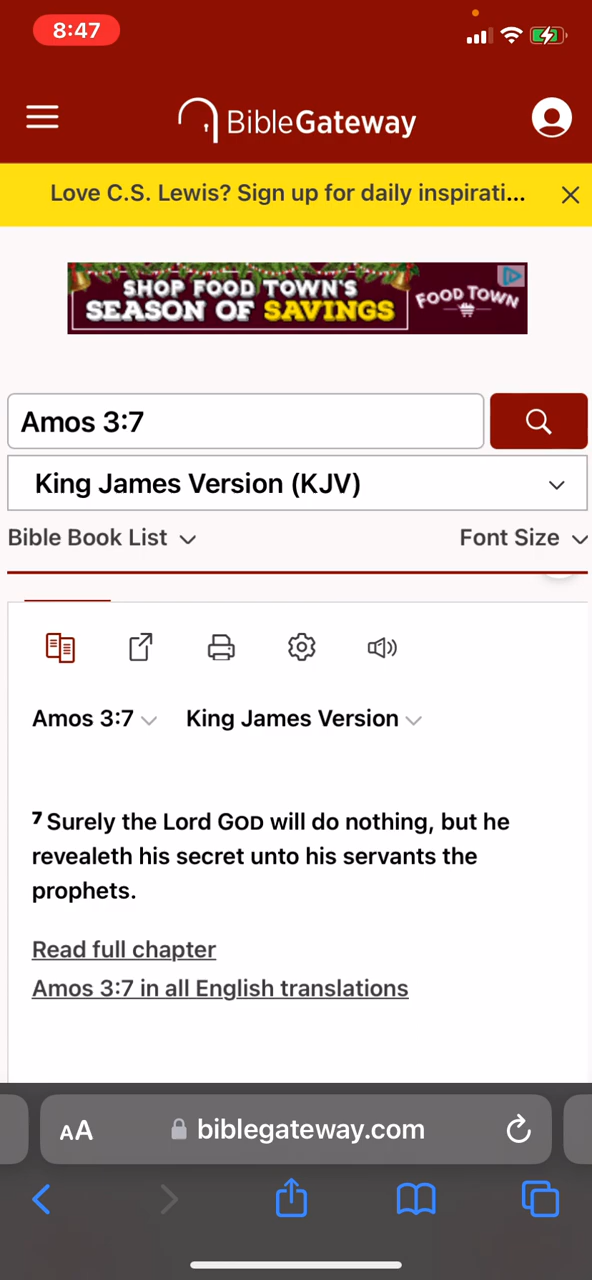 8:47
BibleGateway
Love C.S. Lewis? Sign up for daily inspirati...
SHOP FOOD TOWN'S
SEASON OF SAVINGS
FOOD TOWN
Amos 3:7
King James Version (KJV)
Bible Book List
Font Size
Amos 3:7 King James Version
7 Surely the Lord GOD will do nothing, but he
revealeth his secret unto his servants the
prophets.
Read full chapter
Amos 3:7 in all English translations
AA
biblegateway.com